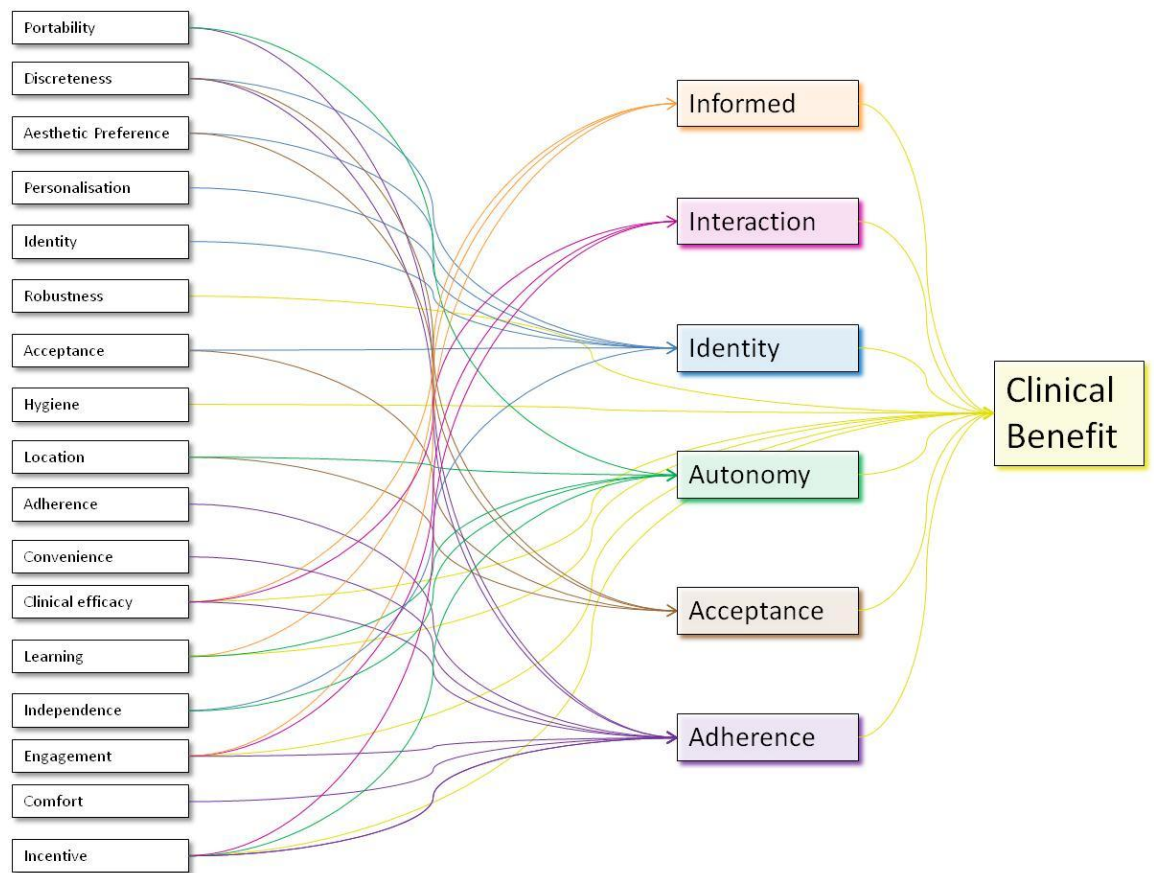 Portability
Discreteness
Aesthetic Preference
Personalisation
Identity
Robustness
Acceptance
Hygiene
Location
Adherence
Convenience
Clinical efficacy
Learning
Independence
Engagement
Comfort
Incentive
Informed
Interaction
Identity
Autonomy
Acceptance
Adherence
Clinical
Benefit